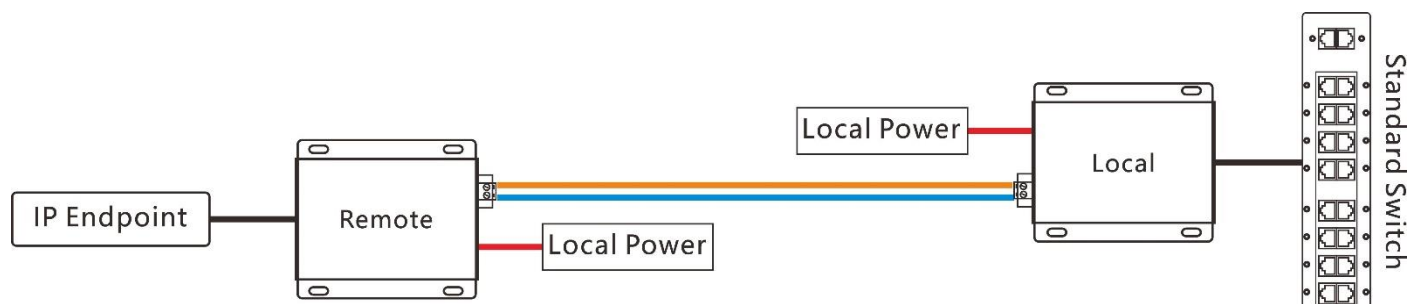 IP Endpoint
Remote
Local Power
Local Power
Local
Standard Switch